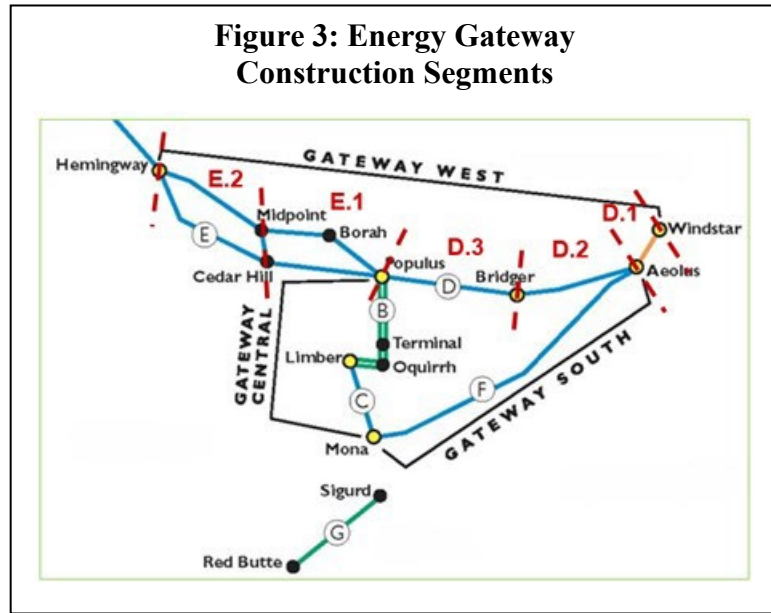 Figure 3: Energy Gateway
Construction Segments
GATEWAY WEST
Hemingway
E.2
E.1
Midpoint
Borah
D.1
Windstar
E
Cedar Hill
Populus
D.3
D.2
D
Bridger
Aeolus
B
GATEWAY
CENTRAL
Terminal
Limber
Oquirrh
C
F
GATEWAY SOUTH
Mona
Sigurd
G
Red Butte